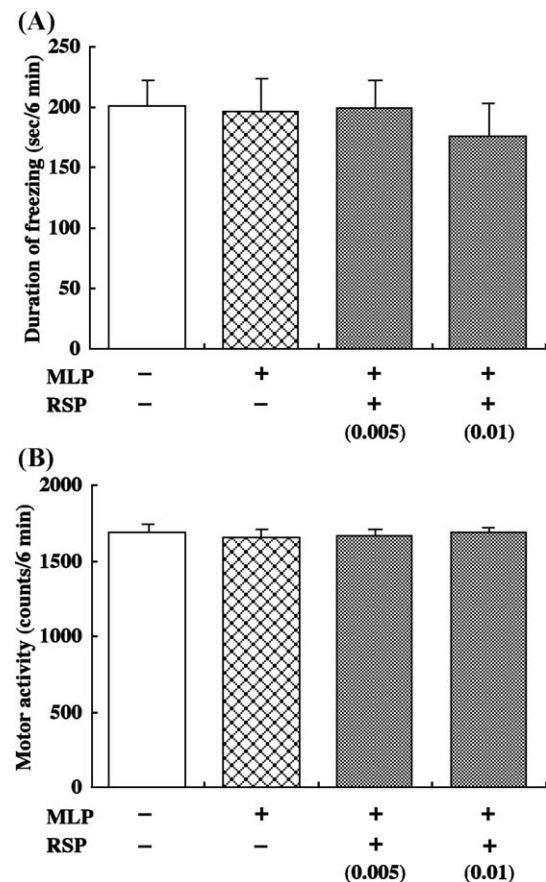 (A)
Duration of freezing (sec/6 min)
250
200
150
100
50
0
MLP − + + +
RSP − − + +
(0.005) (0.01)
(B)
Motor activity (counts/6 min)
2000
1500
1000
500
0
MLP − + + +
RSP − − + +
(0.005) (0.01)